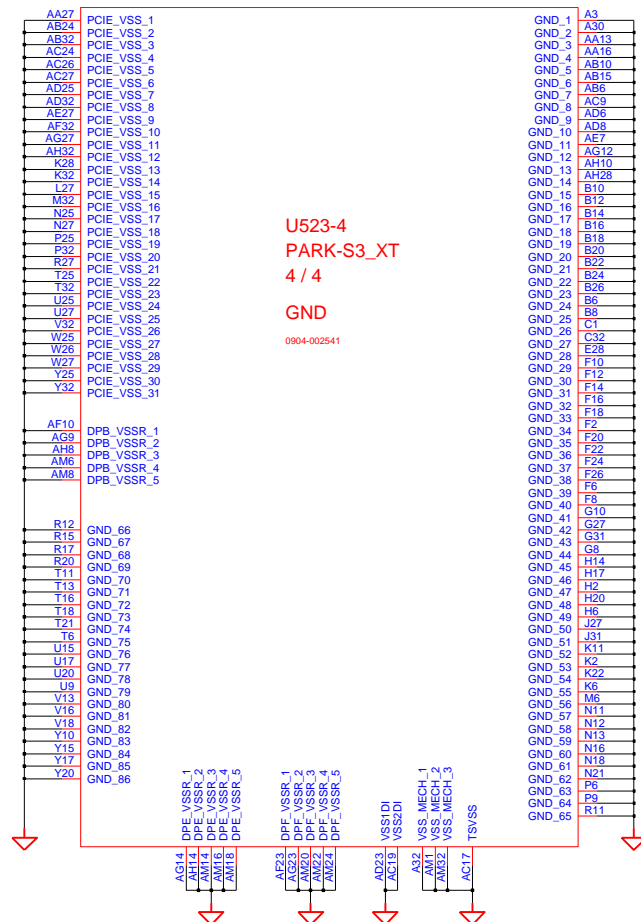 AA27 PCIE_VSS_1
AB24 PCIE_VSS_2
AB32 PCIE_VSS_3
AC24 PCIE_VSS_4
AC26 PCIE_VSS_5
AC27 PCIE_VSS_6
AD25 PCIE_VSS_7
AD32 PCIE_VSS_8
AE27 PCIE_VSS_9
AF32 PCIE_VSS_10
AG27 PCIE_VSS_11
AH32 PCIE_VSS_12
K28 PCIE_VSS_13
K32 PCIE_VSS_14
L27 PCIE_VSS_15
M32 PCIE_VSS_16
N25 PCIE_VSS_17
N27 PCIE_VSS_18
P25 PCIE_VSS_19
P32 PCIE_VSS_20
R27 PCIE_VSS_21
T25 PCIE_VSS_22
T32 PCIE_VSS_23
U25 PCIE_VSS_24
U27 PCIE_VSS_25
V32 PCIE_VSS_26
W25 PCIE_VSS_27
W26 PCIE_VSS_28
W27 PCIE_VSS_29
Y25 PCIE_VSS_30
Y32 PCIE_VSS_31
AF10 DPB_VSSR_1
AG9 DPB_VSSR_2
AH8 DPB_VSSR_3
AM6 DPB_VSSR_4
AM8 DPB_VSSR_5
R12 GND_66
R15 GND_67
R17 GND_68
R20 GND_69
T11 GND_70
T13 GND_71
T16 GND_72
T18 GND_73
T21 GND_74
T6 GND_75
U15 GND_76
U17 GND_77
U20 GND_78
U9 GND_79
V13 GND_80
V16 GND_81
V18 GND_82
Y10 GND_83
Y15 GND_84
Y17 GND_85
Y20 GND_86
U523-4
PARK-S3_XT
4 / 4
GND
0904-002541
GND_1 A3
GND_2 A30
GND_3 AA13
GND_4 AA16
GND_5 AB10
GND_6 AB15
GND_7 AB6
GND_8 AC9
GND_9 AD6
GND_10 AD8
GND_11 AE7
GND_12 AG12
GND_13 AH10
GND_14 AH28
GND_15 B10
GND_16 B12
GND_17 B14
GND_18 B16
GND_19 B18
GND_20 B20
GND_21 B22
GND_22 B24
GND_23 B26
GND_24 B6
GND_25 B8
GND_26 C1
GND_27 C32
GND_28 E28
GND_29 F10
GND_30 F12
GND_31 F14
GND_32 F16
GND_33 F18
GND_34 F2
GND_35 F20
GND_36 F22
GND_37 F24
GND_38 F26
GND_39 F6
GND_40 F8
GND_41 G10
GND_42 G27
GND_43 G31
GND_44 G8
GND_45 H14
GND_46 H17
GND_47 H2
GND_48 H20
GND_49 H6
GND_50 J27
GND_51 J31
GND_52 K11
GND_53 K2
GND_54 K22
GND_55 K6
GND_56 M6
GND_57 N11
GND_58 N12
GND_59 N13
GND_60 N16
GND_61 N18
GND_62 N21
GND_63 P6
GND_64 P9
GND_65 R11
AG14 DPE_VSSR_1
AH14 DPE_VSSR_2
AM14 DPE_VSSR_3
AM16 DPE_VSSR_4
AM18 DPE_VSSR_5
AF23 DPF_VSSR_1
AG23 DPF_VSSR_2
AM20 DPF_VSSR_3
AM22 DPF_VSSR_4
AM24 DPF_VSSR_5
AD23 VSS1DI
AC19 VSS2DI
A32 VSS_MECH_1
AM1 VSS_MECH_2
AM32 VSS_MECH_3
AC17 TSVSS